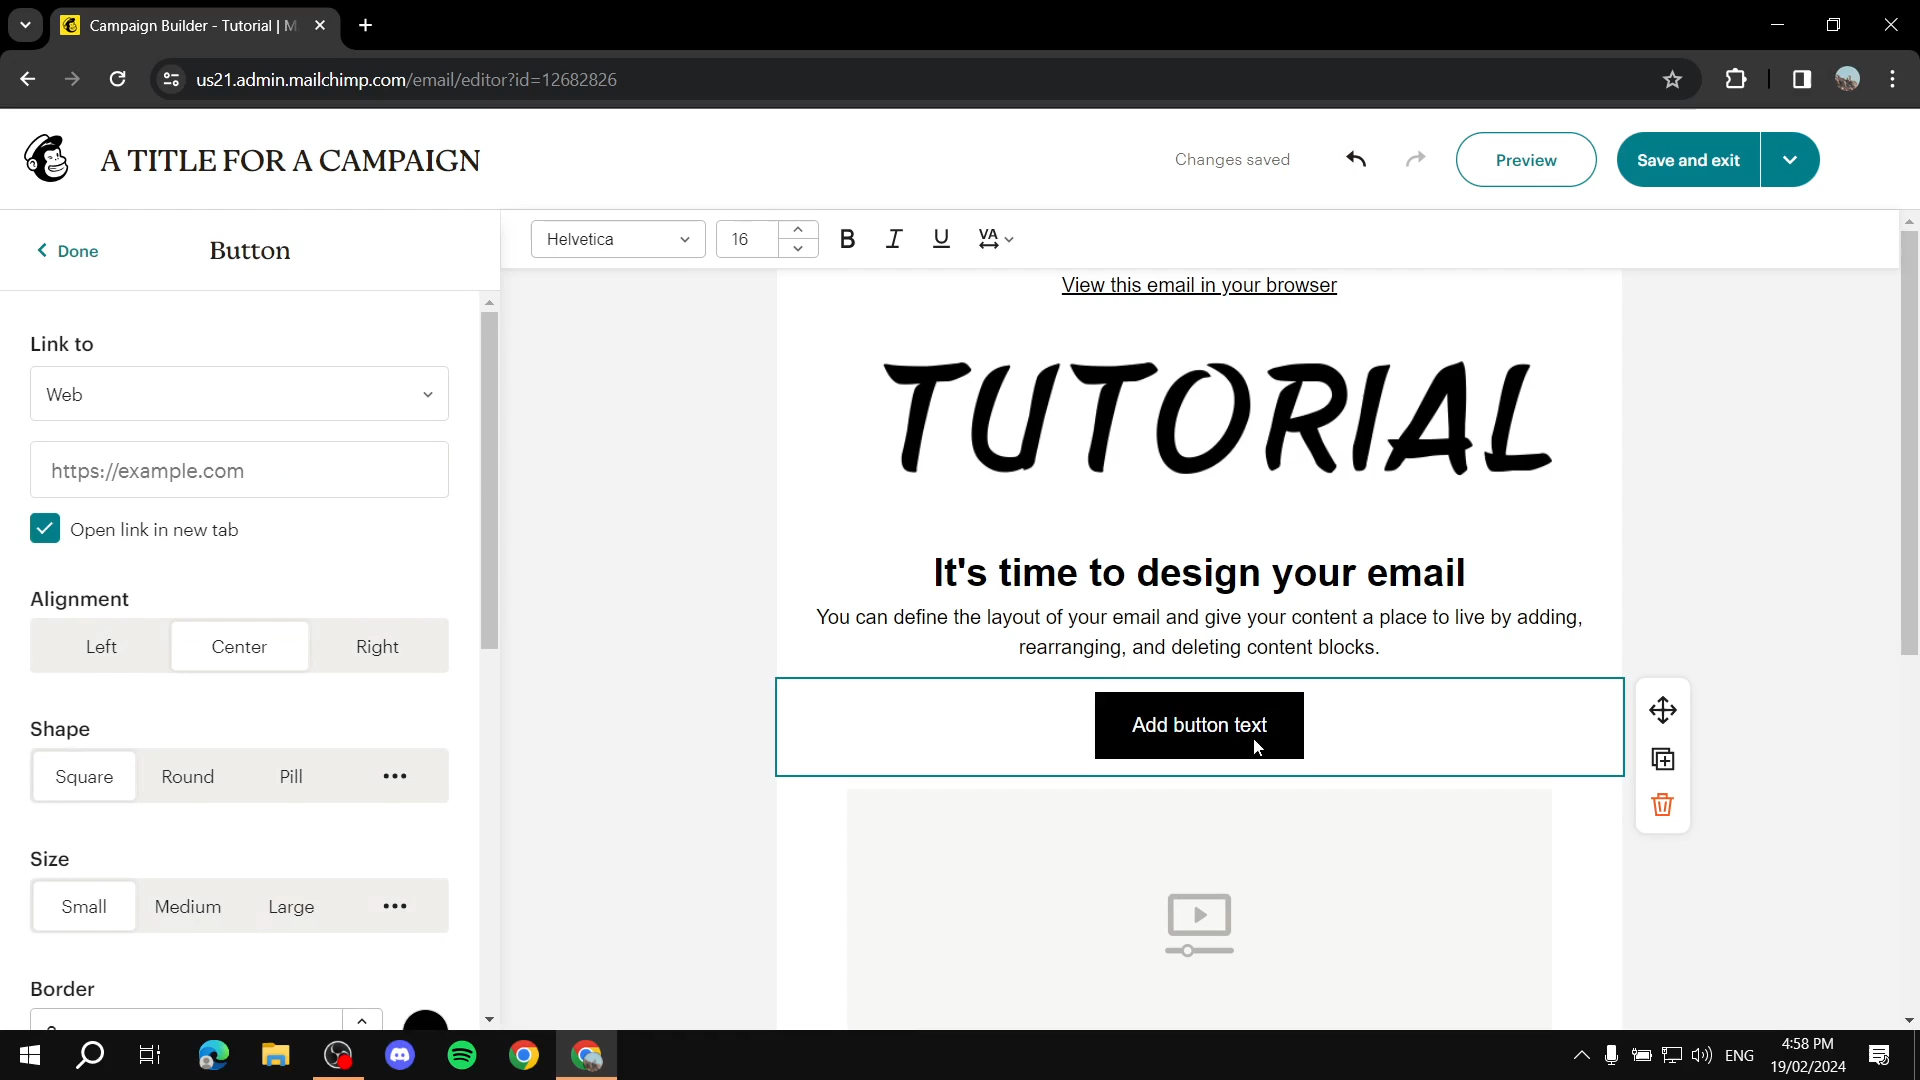 Campaign Builder - Tutorial | M
us21.admin.mailchimp.com/email/editor?id=12682826
A TITLE FOR A CAMPAIGN
Changes saved
Preview
Save and exit
Done
Button
Helvetica
16
B
I
U
VA
Link to
Web
https://example.com
Open link in new tab
Alignment
Left
Center
Right
Shape
Square
Round
Pill
Size
Small
Medium
Large
Border
View this email in your browser
TUTORIAL
It's time to design your email
You can define the layout of your email and give your content a place to live by adding,
rearranging, and deleting content blocks.
Add button text
ENG
4:58 PM
19/02/2024